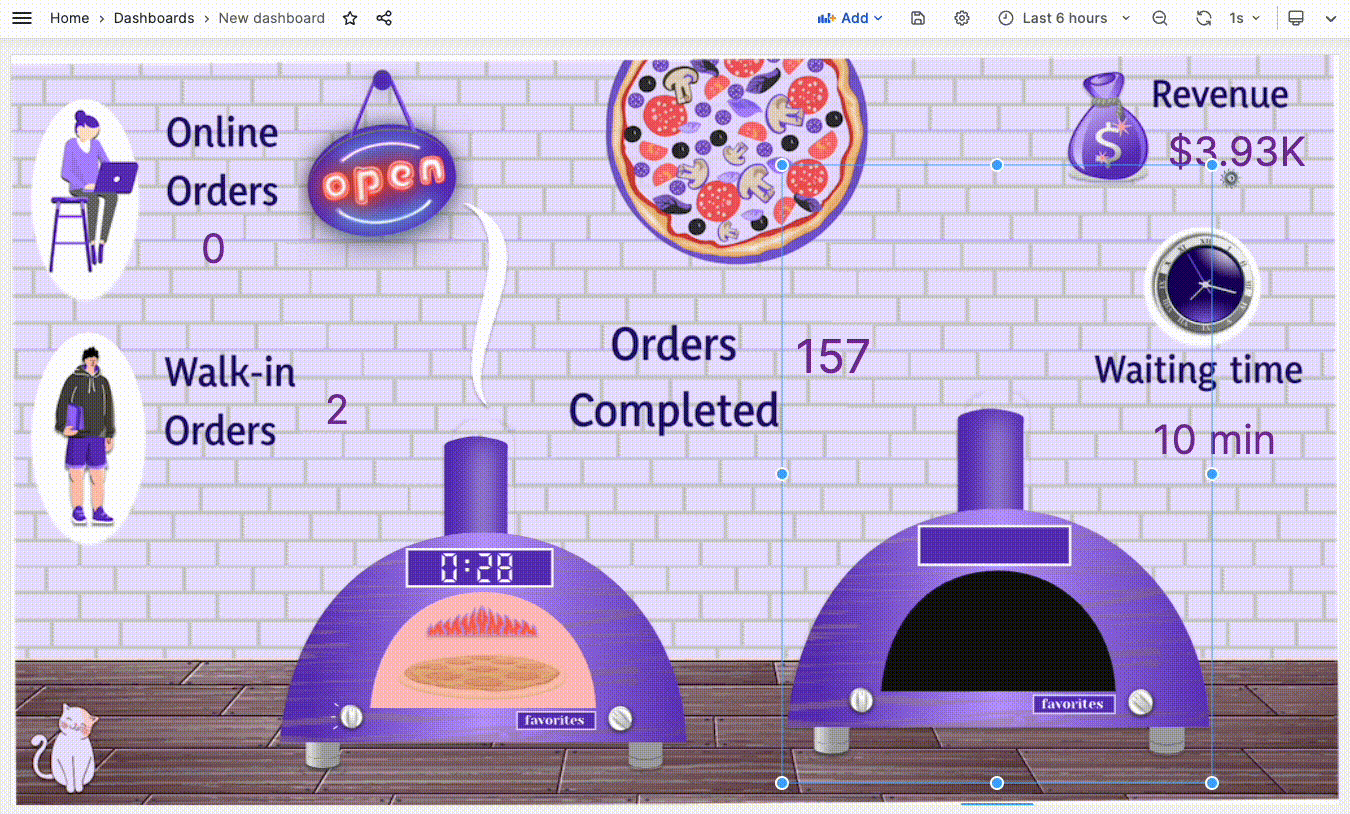 Home › Dashboards › New dashboard
Add
Last 6 hours
1s
Online
Orders
0
open
Revenue
$3.93K
Orders
Completed
157
Waiting time
10 min
Walk-in
Orders
2
0:28
favorites
favorites